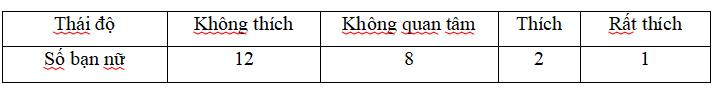 Thái độ Không thích Không quan tâm Thích Rất thích
Số bạn nữ 12 8 2 1